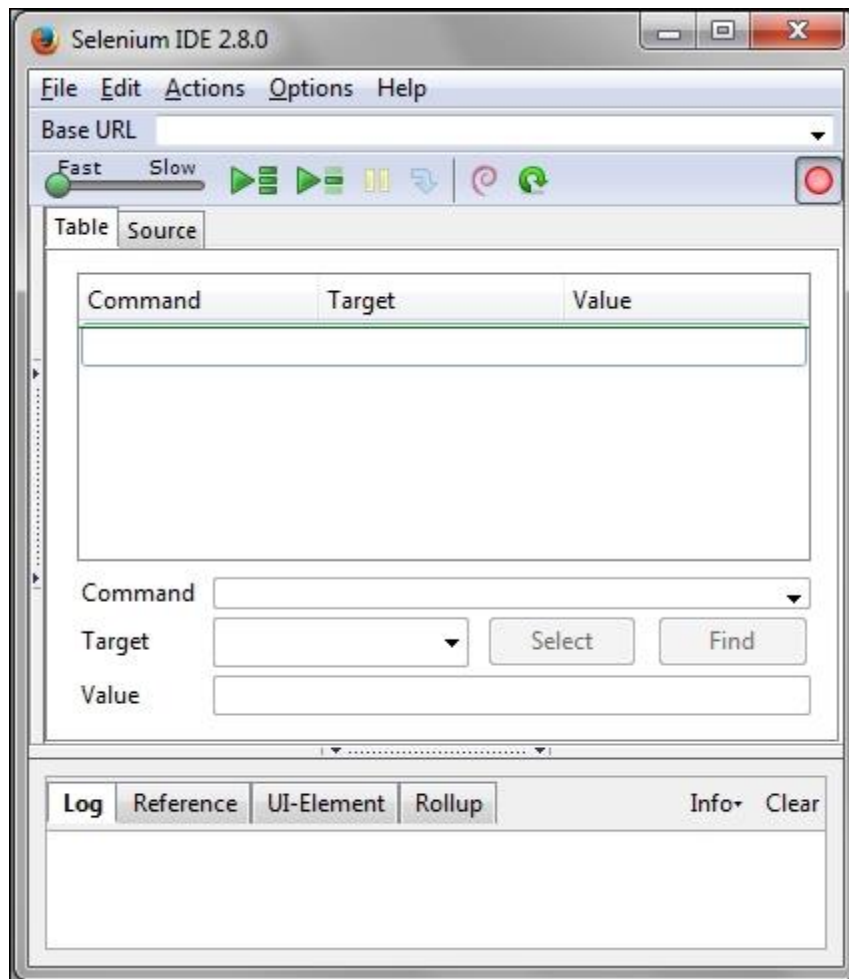 Selenium IDE 2.8.0
File Edit Actions Options Help
Base URL
Fast Slow
Table Source
Command Target Value
Command
Target Select Find
Value
Log Reference UI-Element Rollup Info Clear